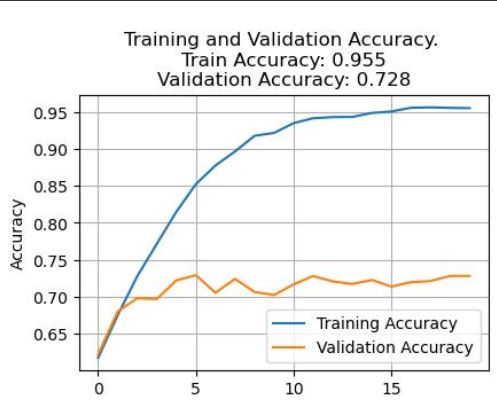 Training and Validation Accuracy.
Train Accuracy: 0.955
Validation Accuracy: 0.728
0.95
0.90
0.85
0.80
0.75
0.70
0.65
Accuracy
Training Accuracy
Validation Accuracy
0 5 10 15